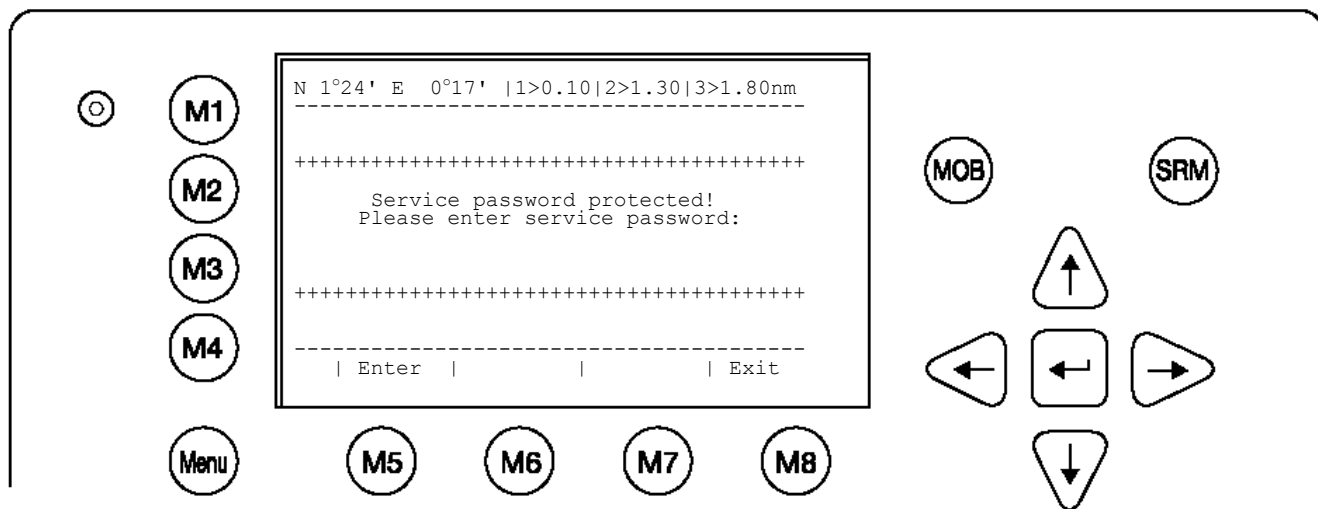 M1
M2
M3
M4
Menu
N 1°24' E  0°17' |1>0.10|2>1.30|3>1.80nm
----------------------------------------
++++++++++++++++++++++++++++++++++++++++
Service password protected!
Please enter service password:
++++++++++++++++++++++++++++++++++++++++
----------------------------------------
| Enter  |         |         | Exit
M5 M6 M7 M8
MOB SRM